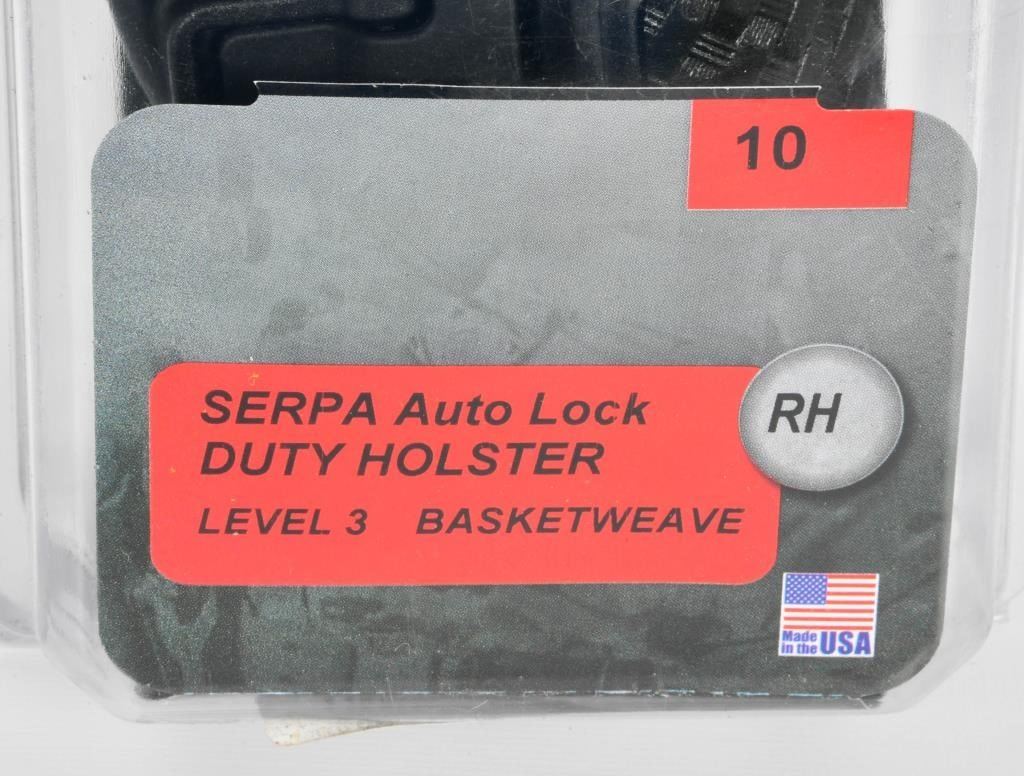 10
SERPA Auto Lock
DUTY HOLSTER
RH
LEVEL 3 BASKETWEAVE
Made
in the USA